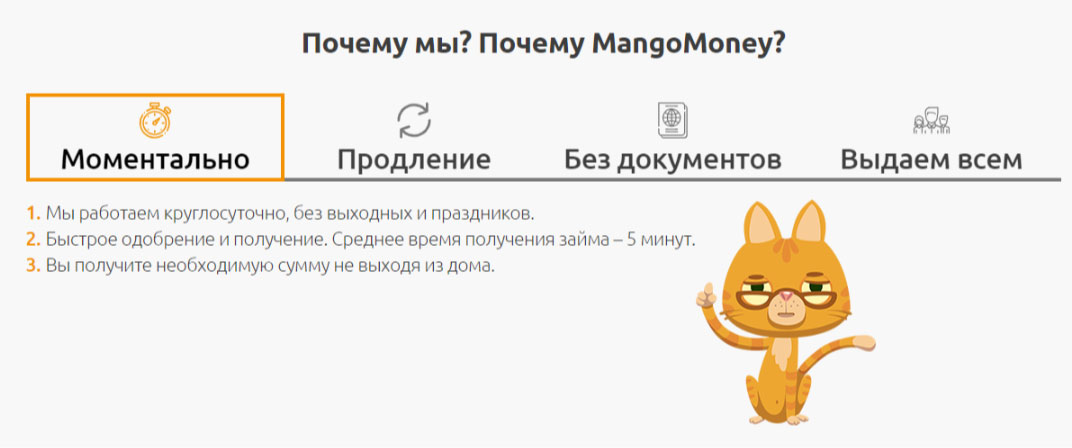 Почему мы? Почему MangoMoney?
Моментально
Продление
Без документов
Выдаем всем
1. Мы работаем круглосуточно, без выходных и праздников.
2. Быстрое одобрение и получение. Среднее время получения займа – 5 минут.
3. Вы получите необходимую сумму не выходя из дома.